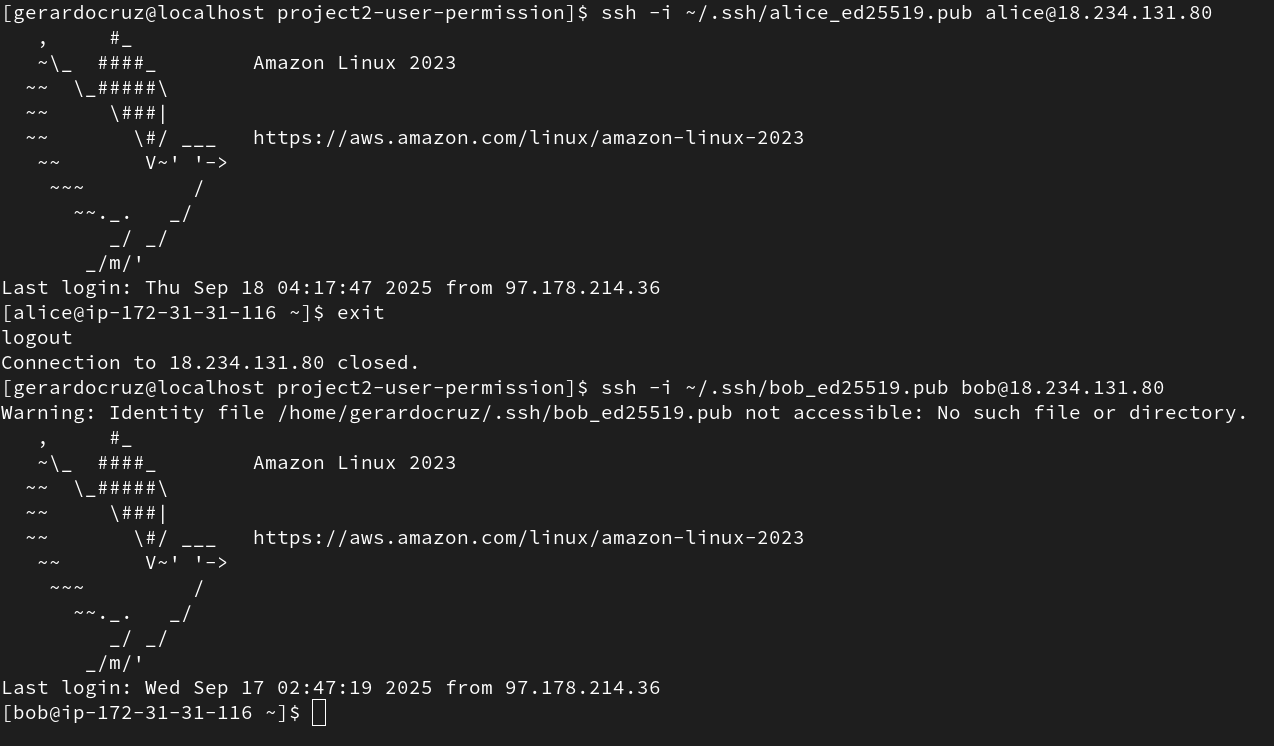 [gerardocruz@localhost project2-user-permission]$ ssh -i ~/.ssh/alice_ed25519.pub alice@18.234.131.80
   ,     #_
   ~\_  ####_        Amazon Linux 2023
  ~~  \_#####\
  ~~     \###|
  ~~       \#/ ___   https://aws.amazon.com/linux/amazon-linux-2023
   ~~       V~' '->
    ~~~         /
      ~~._.   _/
         _/ _/
       _/m/'
Last login: Thu Sep 18 04:17:47 2025 from 97.178.214.36
[alice@ip-172-31-31-116 ~]$ exit
logout
Connection to 18.234.131.80 closed.
[gerardocruz@localhost project2-user-permission]$ ssh -i ~/.ssh/bob_ed25519.pub bob@18.234.131.80
Warning: Identity file /home/gerardocruz/.ssh/bob_ed25519.pub not accessible: No such file or directory.
   ,     #_
   ~\_  ####_        Amazon Linux 2023
  ~~  \_#####\
  ~~     \###|
  ~~       \#/ ___   https://aws.amazon.com/linux/amazon-linux-2023
   ~~       V~' '->
    ~~~         /
      ~~._.   _/
         _/ _/
       _/m/'
Last login: Wed Sep 17 02:47:19 2025 from 97.178.214.36
[bob@ip-172-31-31-116 ~]$